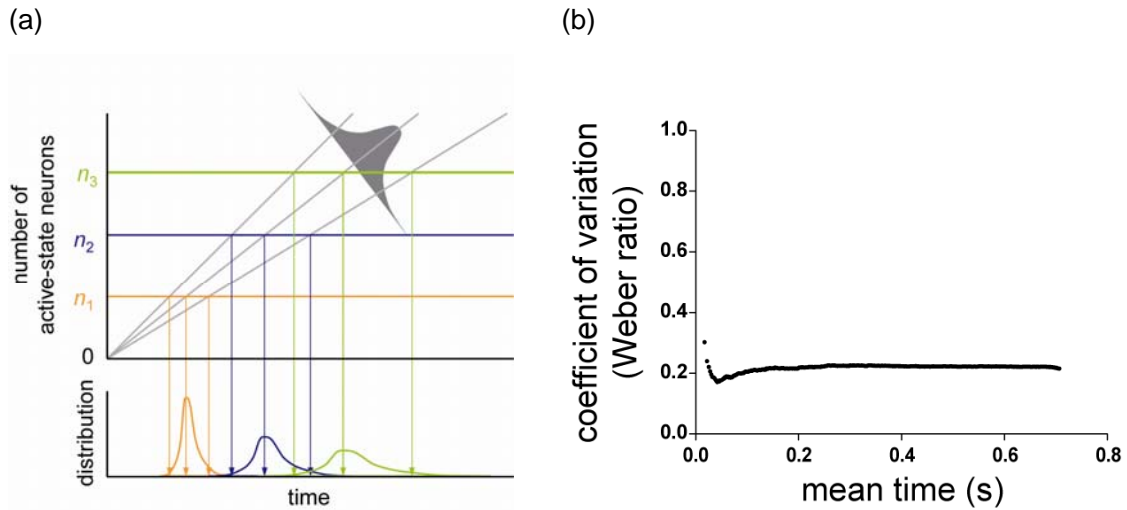 (a)
number of
active-state neurons
n3
n2
n1
0
distribution
time
(b)
coefficient of variation
(Weber ratio)
1.0
0.8
0.6
0.4
0.2
0.0
0.0 0.2 0.4 0.6 0.8
mean time (s)